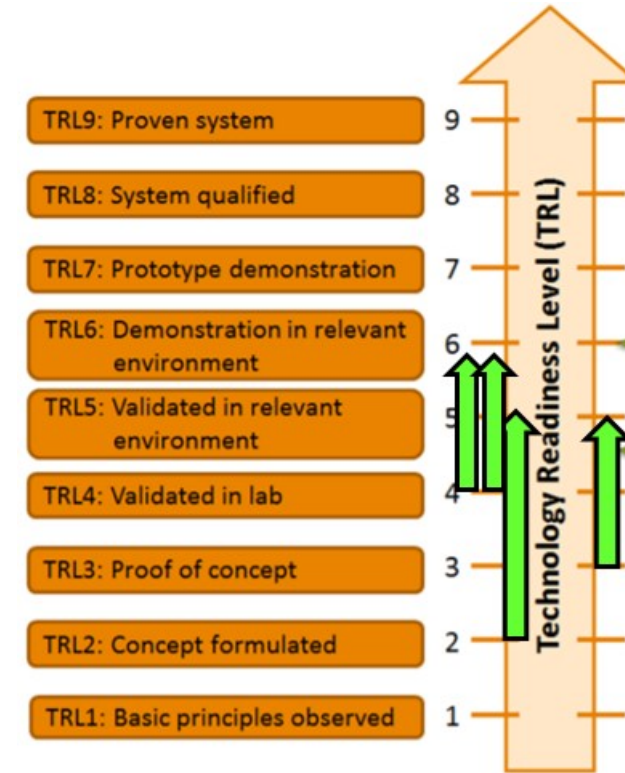 TRL9: Proven system
9
TRL8: System qualified
8
TRL7: Prototype demonstration
7
TRL6: Demonstration in relevant
environment
6
TRL5: Validated in relevant
environment
5
TRL4: Validated in lab
4
TRL3: Proof of concept
3
TRL2: Concept formulated
2
TRL1: Basic principles observed
1
Technology Readiness Level (TRL)